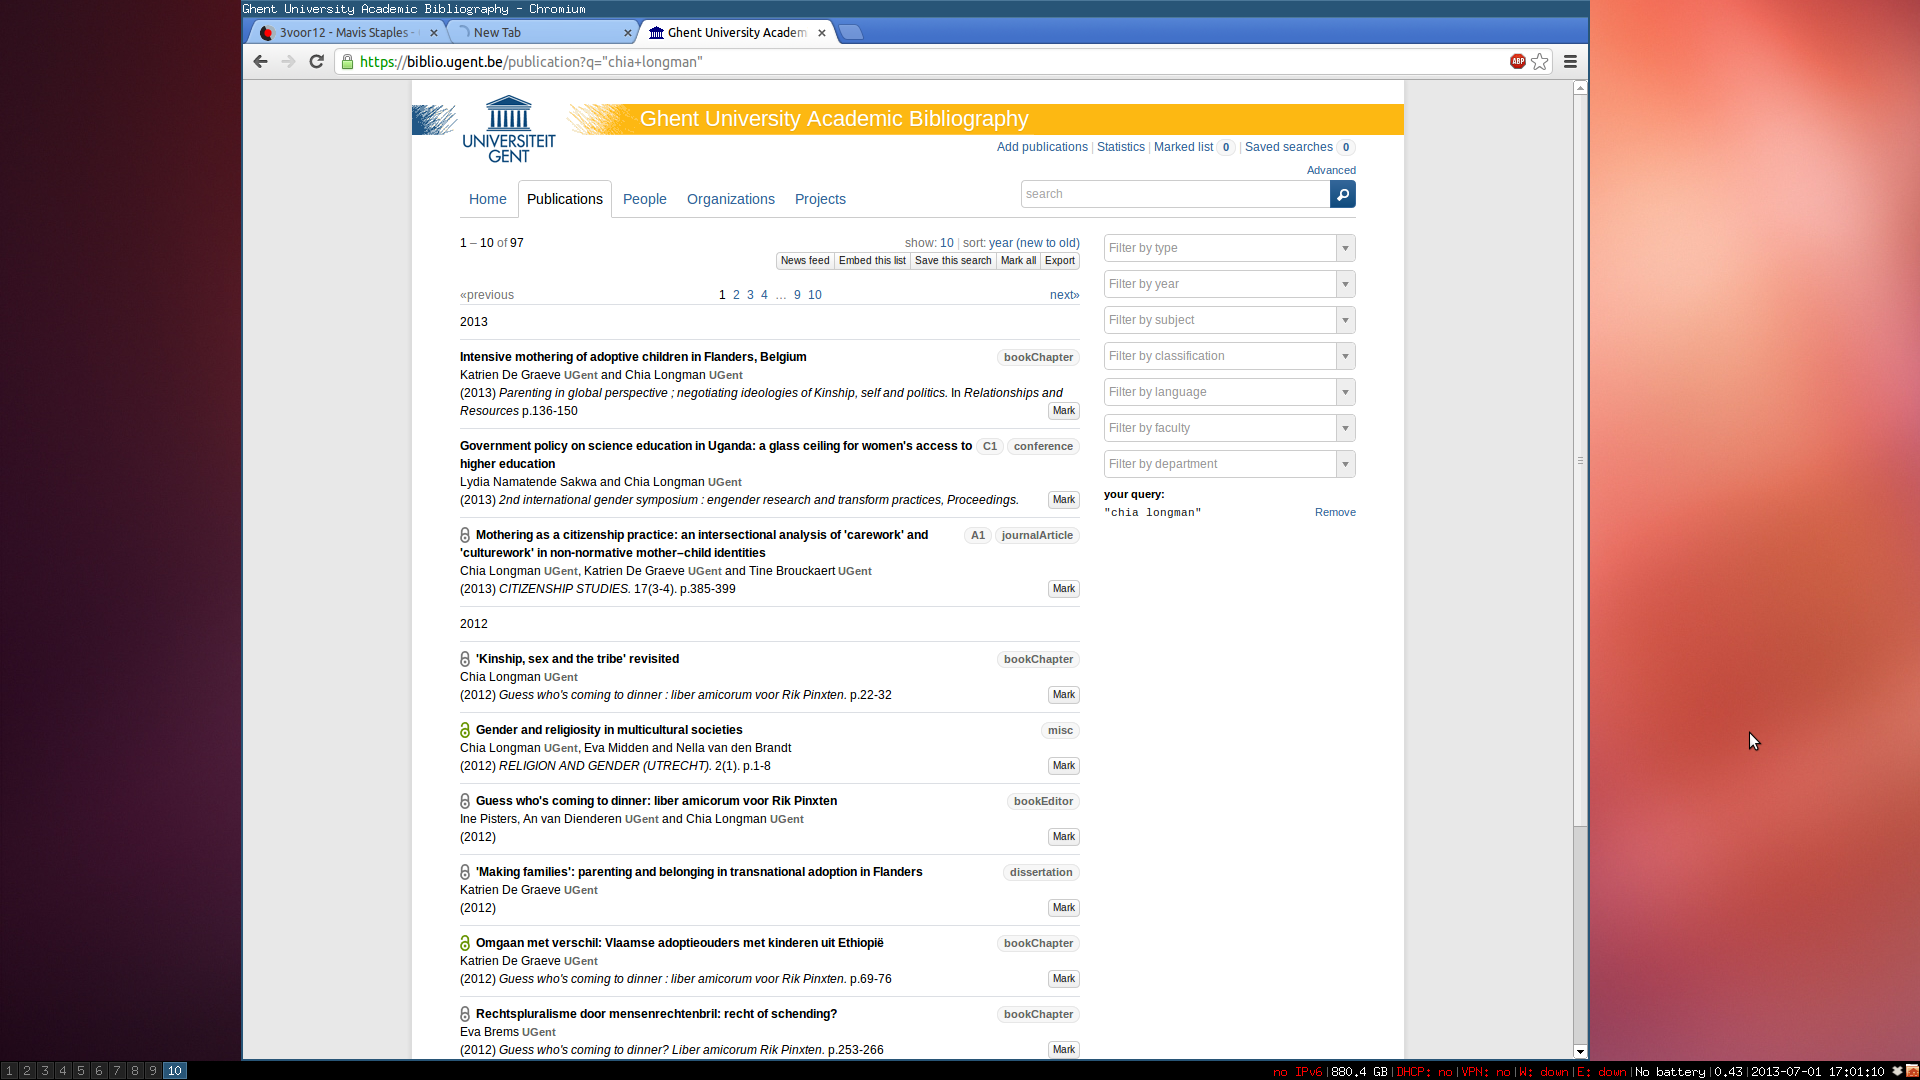 Ghent University Academic Bibliography - Chromium
3voor12 - Mavis Staples -
New Tab
Ghent University Academ
https://biblio.ugent.be/publication?q="chia+longman"
ABP
UNIVERSITEIT
GENT
Ghent University Academic Bibliography
Add publications | Statistics | Marked list 0 | Saved searches 0
Advanced
Home Publications People Organizations Projects
search
1 – 10 of 97
show: 10 | sort: year (new to old)
News feed Embed this list Save this search Mark all Export
«previous 1 2 3 4 ... 9 10 next»
2013
Intensive mothering of adoptive children in Flanders, Belgium bookChapter
Katrien De Graeve UGent and Chia Longman UGent
(2013) Parenting in global perspective ; negotiating ideologies of Kinship, self and politics. In Relationships and
Resources p.136-150 Mark
Government policy on science education in Uganda: a glass ceiling for women's access to C1 conference
higher education
Lydia Namatende Sakwa and Chia Longman UGent
(2013) 2nd international gender symposium : engender research and transform practices, Proceedings. Mark
Mothering as a citizenship practice: an intersectional analysis of 'carework' and A1 journalArticle
'culturework' in non-normative mother–child identities
Chia Longman UGent, Katrien De Graeve UGent and Tine Brouckaert UGent
(2013) CITIZENSHIP STUDIES. 17(3-4). p.385-399 Mark
2012
'Kinship, sex and the tribe' revisited bookChapter
Chia Longman UGent
(2012) Guess who's coming to dinner : liber amicorum voor Rik Pinxten. p.22-32 Mark
Gender and religiosity in multicultural societies misc
Chia Longman UGent, Eva Midden and Nella van den Brandt
(2012) RELIGION AND GENDER (UTRECHT). 2(1). p.1-8 Mark
Guess who's coming to dinner: liber amicorum voor Rik Pinxten bookEditor
Ine Pisters, An van Dienderen UGent and Chia Longman UGent
(2012) Mark
'Making families': parenting and belonging in transnational adoption in Flanders dissertation
Katrien De Graeve UGent
(2012) Mark
Omgaan met verschil: Vlaamse adoptieouders met kinderen uit Ethiopië bookChapter
Katrien De Graeve UGent
(2012) Guess who's coming to dinner : liber amicorum voor Rik Pinxten. p.69-76 Mark
Rechtspluralisme door mensenrechtenbril: recht of schending? bookChapter
Eva Brems UGent
(2012) Guess who's coming to dinner? Liber amicorum Rik Pinxten. p.253-266 Mark
Filter by type
Filter by year
Filter by subject
Filter by classification
Filter by language
Filter by faculty
Filter by department
your query:
"chia longman" Remove
1 2 3 4 5 6 7 8 9 10
no IPv6|880.4 GB|DHCP: no|VPN: no|W: down|E: down|No battery|0.43|2013-07-01 17:01:10